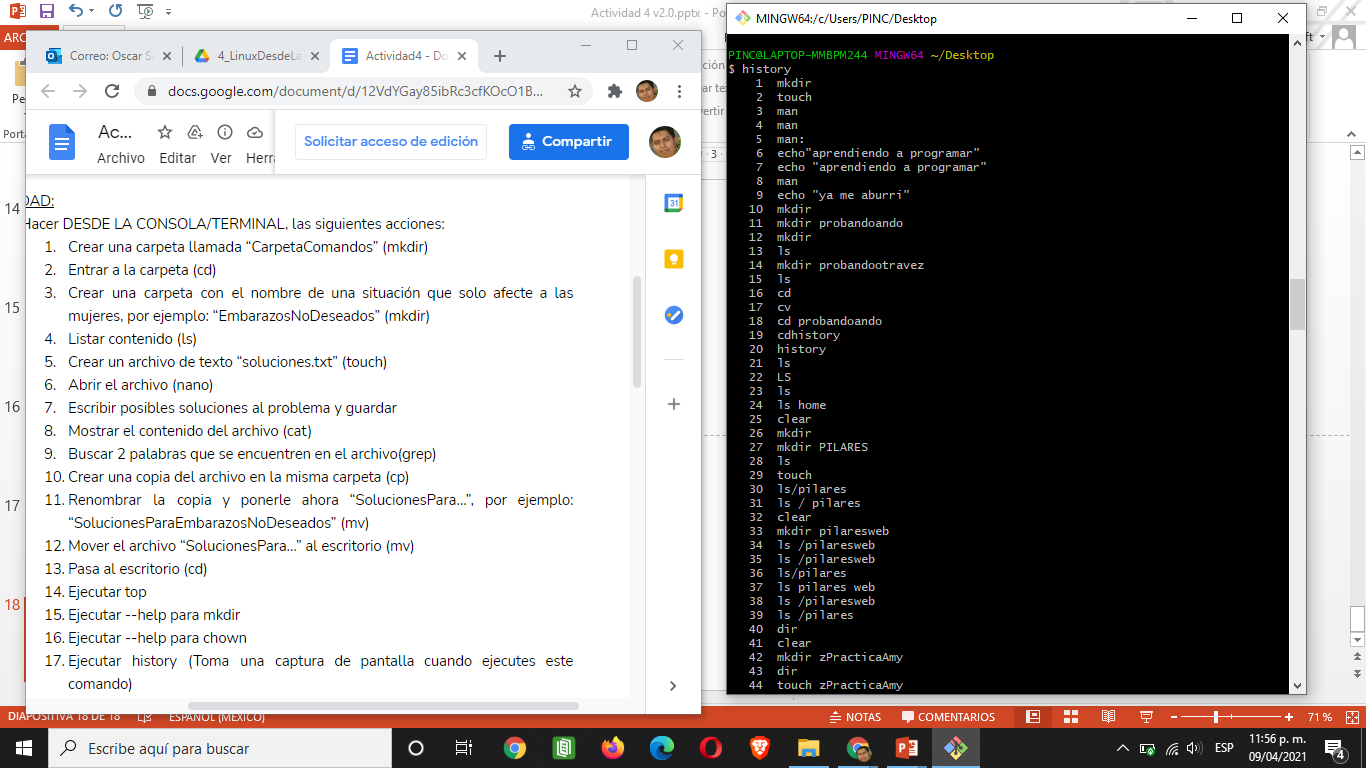 Actividad 4 v2.0.pptx - Po
Correo: Oscar S
4_LinuxDesdeLa
Actividad4 - Do
docs.google.com/document/d/12VdYGay85ibRc3cfKOcO1B...
Ac...
Solicitar acceso de edición
Compartir
Archivo Editar Ver Herra
DAD:
Hacer DESDE LA CONSOLA/TERMINAL, las siguientes acciones:
1. Crear una carpeta llamada “CarpetaComandos” (mkdir)
2. Entrar a la carpeta (cd)
3. Crear una carpeta con el nombre de una situación que solo afecte a las
mujeres, por ejemplo: “EmbarazosNoDeseados” (mkdir)
4. Listar contenido (ls)
5. Crear un archivo de texto “soluciones.txt” (touch)
6. Abrir el archivo (nano)
7. Escribir posibles soluciones al problema y guardar
8. Mostrar el contenido del archivo (cat)
9. Buscar 2 palabras que se encuentren en el archivo(grep)
10. Crear una copia del archivo en la misma carpeta (cp)
11. Renombrar la copia y ponerle ahora “SolucionesPara...”, por ejemplo:
“SolucionesParaEmbarazosNoDeseados” (mv)
12. Mover el archivo “SolucionesPara...” al escritorio (mv)
13. Pasa al escritorio (cd)
14. Ejecutar top
15. Ejecutar --help para mkdir
16. Ejecutar --help para chown
17. Ejecutar history (Toma una captura de pantalla cuando ejecutes este
comando)
14
15
16
17
18
MINGW64:/c/Users/PINC/Desktop
PINC@LAPTOP-MMBPM244 MINGW64 ~/Desktop
$ history
1 mkdir
2 touch
3 man
4 man
5 man:
6 echo"aprendiendo a programar"
7 echo "aprendiendo a programar"
8 man
9 echo "ya me aburri"
10 mkdir
11 mkdir probandoando
12 mkdir
13 ls
14 mkdir probandootravez
15 ls
16 cd
17 cv
18 cd probandoando
19 cdhistory
20 history
21 ls
22 LS
23 ls
24 ls home
25 clear
26 mkdir
27 mkdir PILARES
28 ls
29 touch
30 ls/pilares
31 ls / pilares
32 clear
33 mkdir pilaresweb
34 ls /pilaresweb
35 ls /pilaresweb
36 ls/pilares
37 ls pilares web
38 ls /pilaresweb
39 ls /pilares
40 dir
41 clear
42 mkdir zPracticaAmy
43 dir
44 touch zPracticaAmy
DIAPOSITIVA 18 DE 18 ESPAÑOL (MÉXICO) NOTAS COMENTARIOS 71 %
Escribe aquí para buscar
ESP
11:56 p. m.
09/04/2021
4